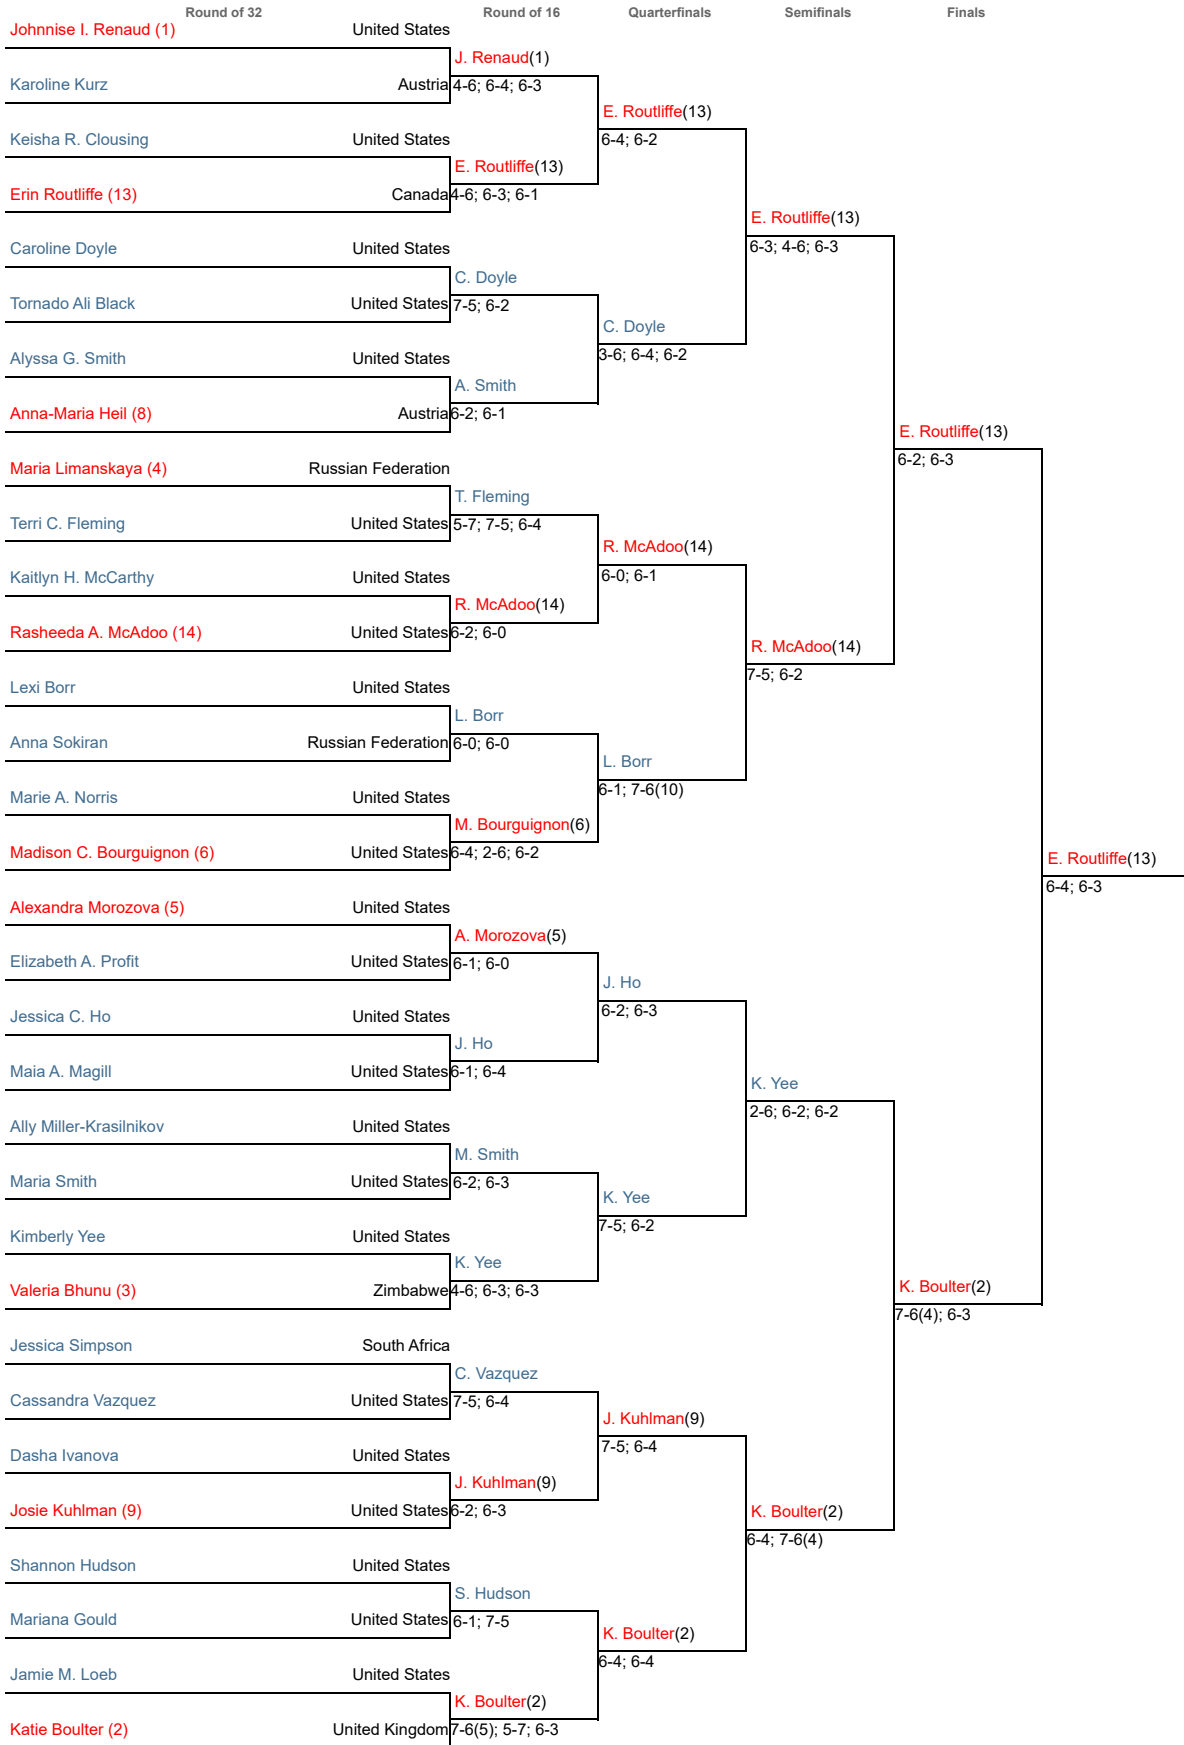 Round of 32 Round of 16 Quarterfinals Semifinals Finals
Johnnise I. Renaud (1) United States
J. Renaud(1)
Karoline Kurz Austria 4-6; 6-4; 6-3
E. Routliffe(13)
Keisha R. Clousing United States 6-4; 6-2
E. Routliffe(13)
Erin Routliffe (13) Canada 4-6; 6-3; 6-1
E. Routliffe(13)
Caroline Doyle United States 6-3; 4-6; 6-3
C. Doyle
Tornado Ali Black United States 7-5; 6-2
C. Doyle
Alyssa G. Smith United States 3-6; 6-4; 6-2
A. Smith
Anna-Maria Heil (8) Austria 6-2; 6-1
E. Routliffe(13)
Maria Limanskaya (4) Russian Federation 6-2; 6-3
T. Fleming
Terri C. Fleming United States 5-7; 7-5; 6-4
R. McAdoo(14)
Kaitlyn H. McCarthy United States 6-0; 6-1
R. McAdoo(14)
Rasheeda A. McAdoo (14) United States 6-2; 6-0
R. McAdoo(14)
Lexi Borr United States 7-5; 6-2
L. Borr
Anna Sokiran Russian Federation 6-0; 6-0
L. Borr
Marie A. Norris United States 6-1; 7-6(10)
M. Bourguignon(6)
Madison C. Bourguignon (6) United States 6-4; 2-6; 6-2
E. Routliffe(13)
6-4; 6-3
Alexandra Morozova (5) United States
A. Morozova(5)
Elizabeth A. Profit United States 6-1; 6-0
J. Ho
Jessica C. Ho United States 6-2; 6-3
J. Ho
Maia A. Magill United States 6-1; 6-4
K. Yee
2-6; 6-2; 6-2
Ally Miller-Krasilnikov United States
M. Smith
Maria Smith United States 6-2; 6-3
K. Yee
Kimberly Yee United States 7-5; 6-2
K. Yee
Valeria Bhunu (3) Zimbabwe 4-6; 6-3; 6-3
K. Boulter(2)
7-6(4); 6-3
Jessica Simpson South Africa
C. Vazquez
Cassandra Vazquez United States 7-5; 6-4
J. Kuhlman(9)
Dasha Ivanova United States 7-5; 6-4
J. Kuhlman(9)
Josie Kuhlman (9) United States 6-2; 6-3
K. Boulter(2)
6-4; 7-6(4)
Shannon Hudson United States
S. Hudson
Mariana Gould United States 6-1; 7-5
K. Boulter(2)
Jamie M. Loeb United States 6-4; 6-4
K. Boulter(2)
Katie Boulter (2) United Kingdom 7-6(5); 5-7; 6-3